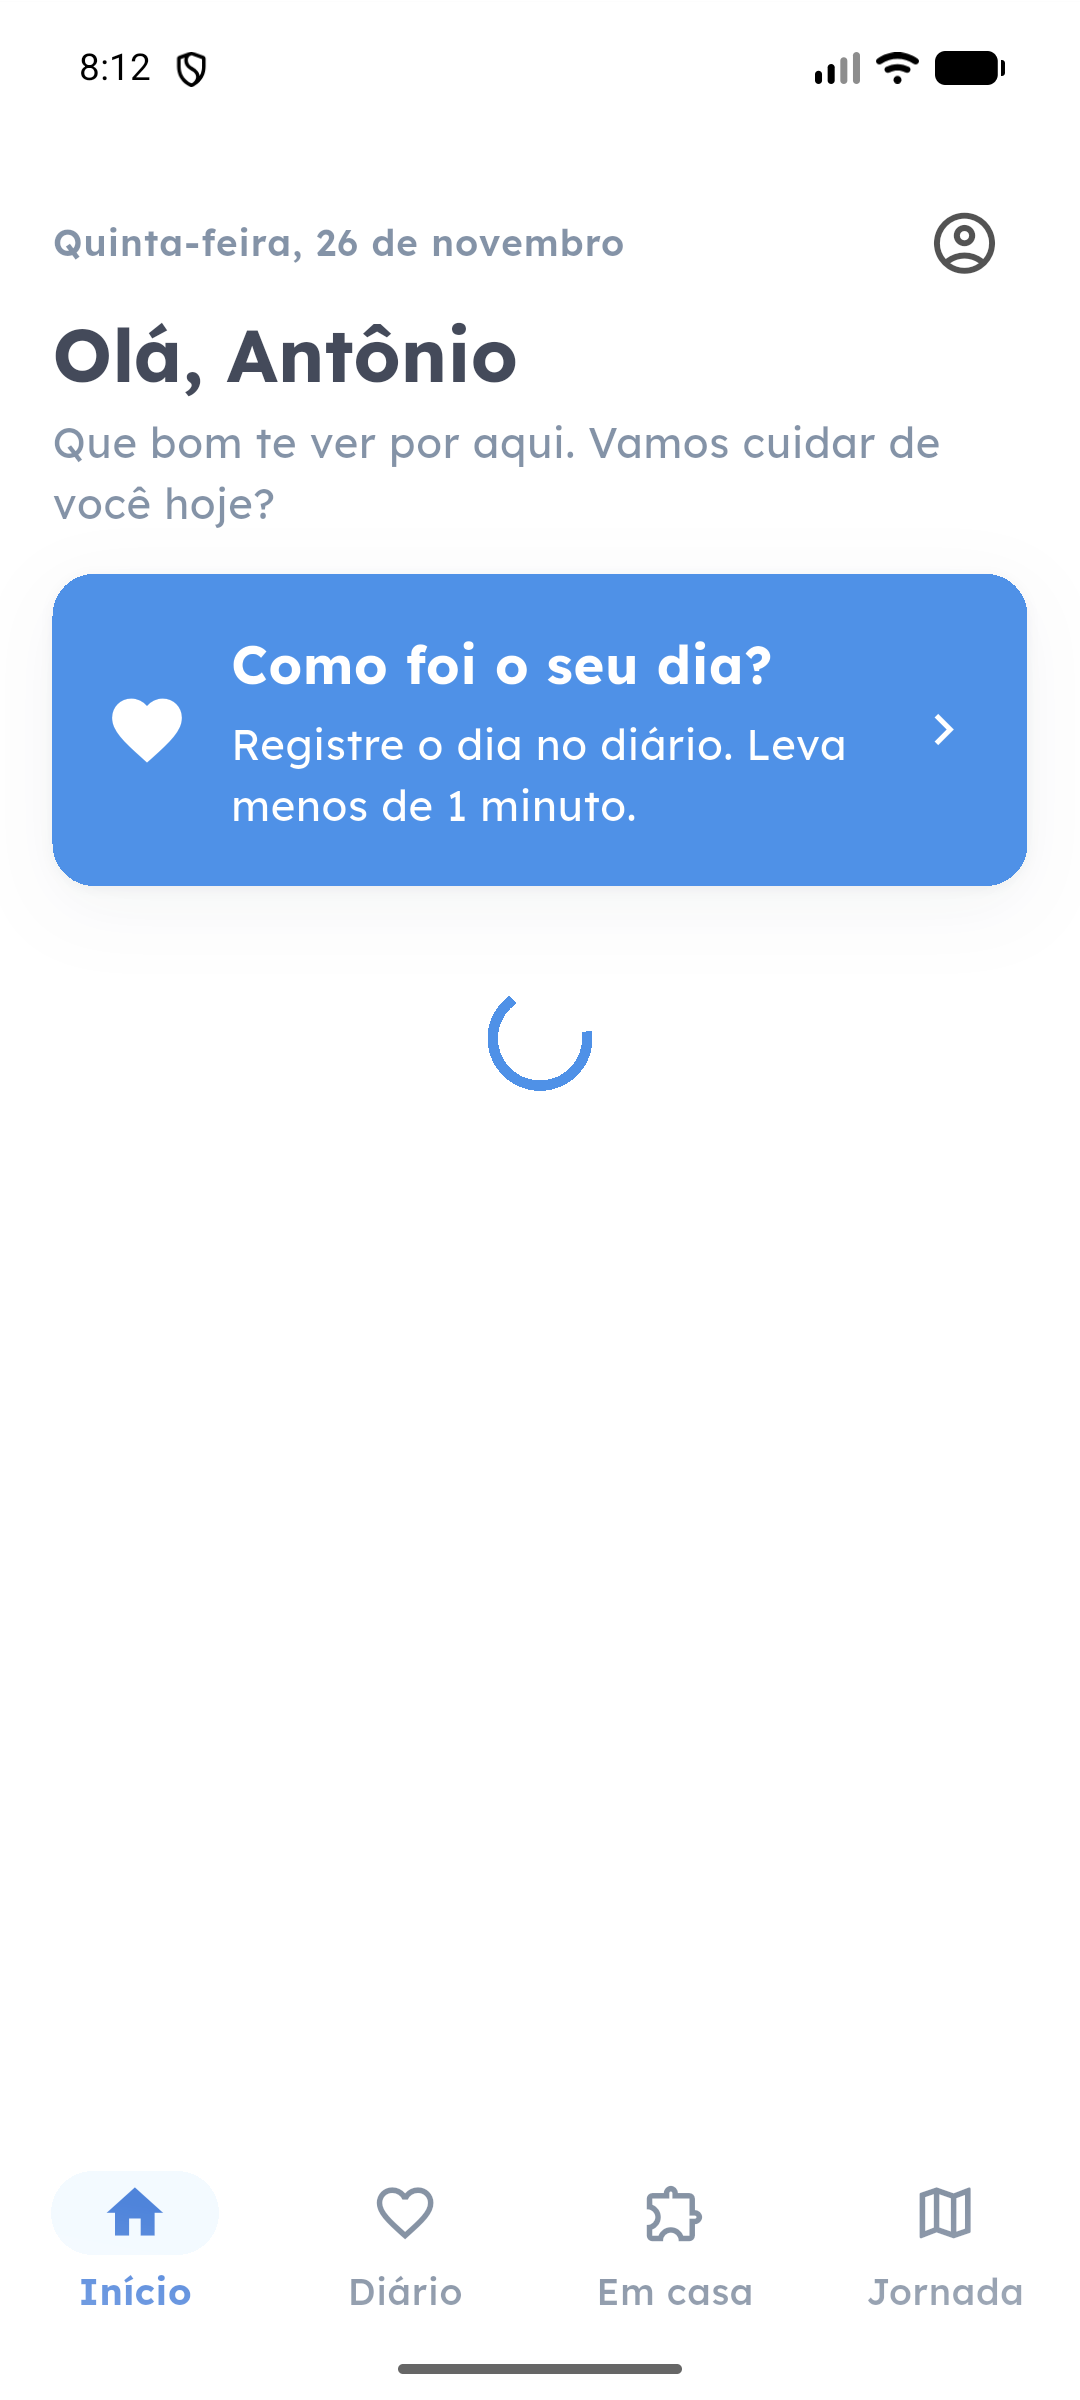 8:12
Quinta-feira, 26 de novembro
Olá, Antônio
Que bom te ver por aqui. Vamos cuidar de
você hoje?
Como foi o seu dia?
Registre o dia no diário. Leva
menos de 1 minuto.
Início
Diário
Em casa
Jornada